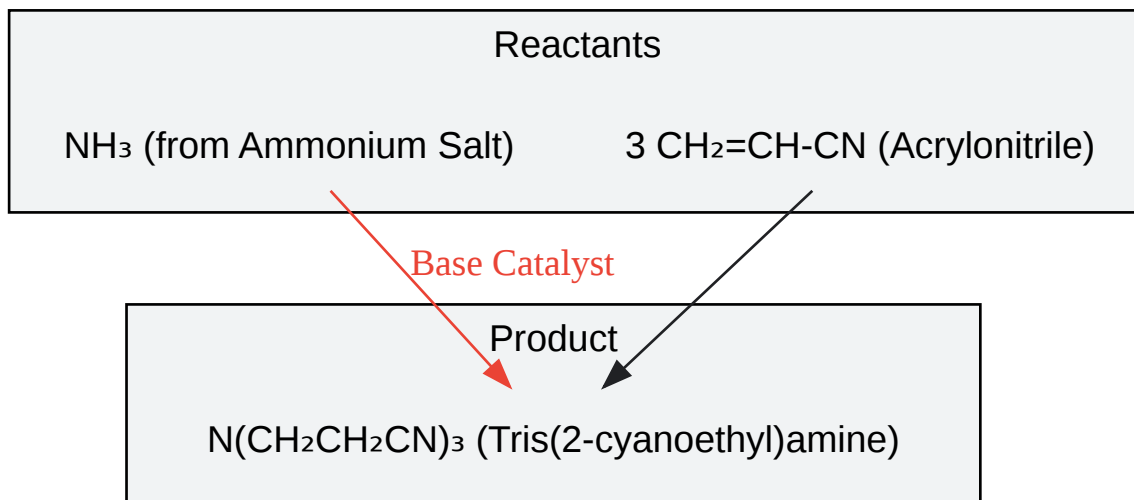 Reactants
NH₃ (from Ammonium Salt) 3 CH₂=CH-CN (Acrylonitrile)
Base Catalyst
Product
N(CH₂CH₂CN)₃ (Tris(2-cyanoethyl)amine)